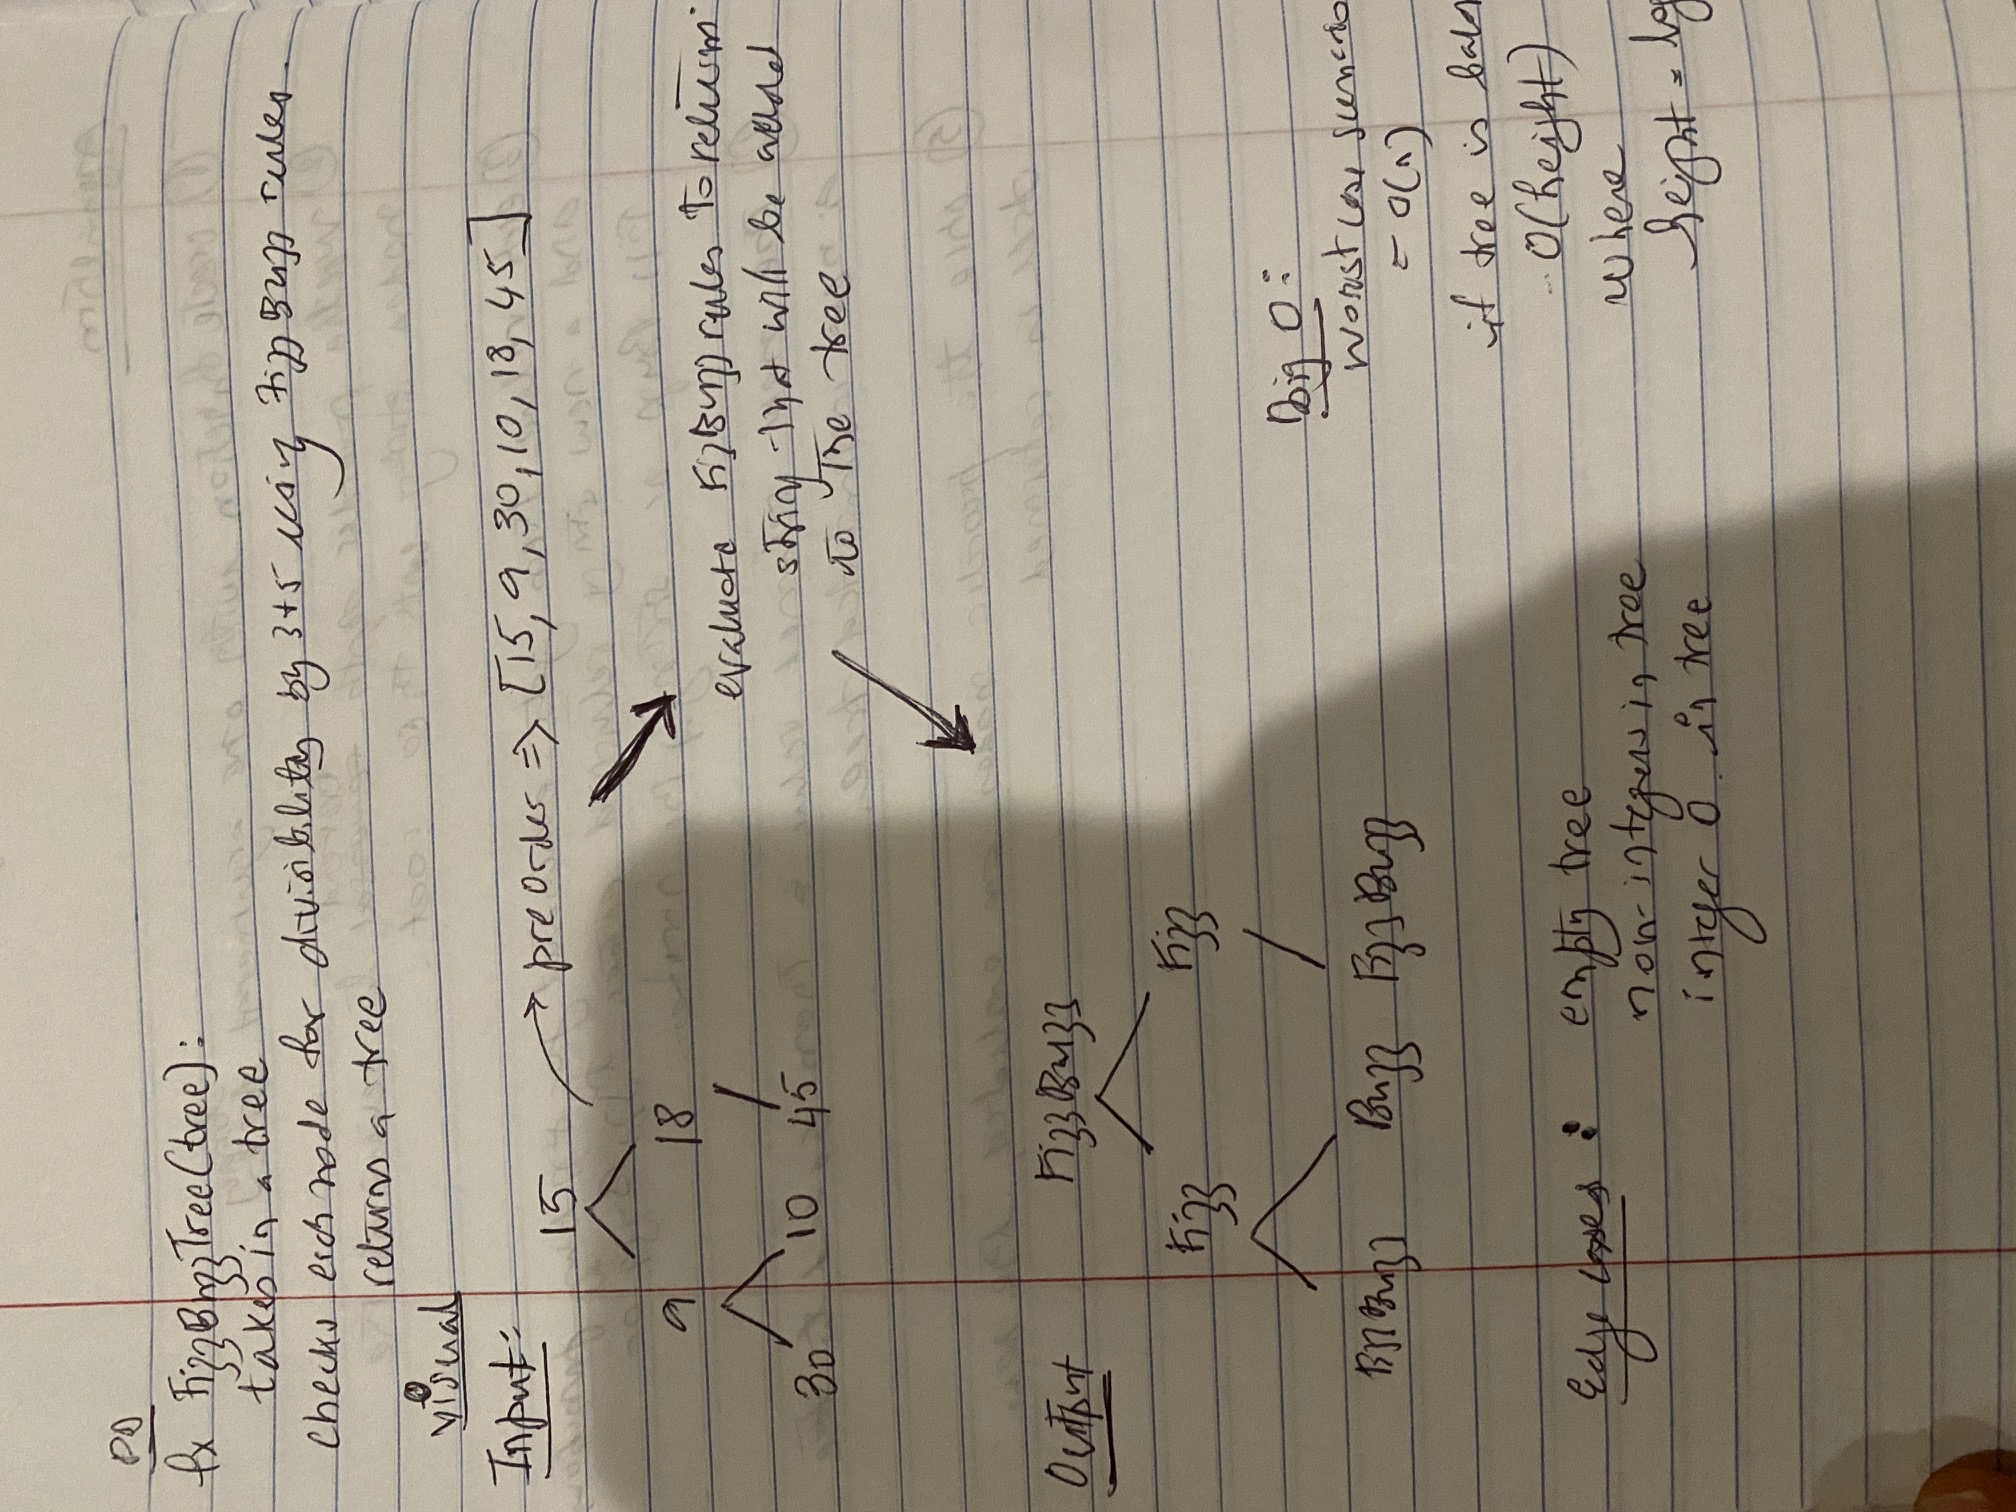 PD
fx FizzBuzzTree(tree):
takes in a tree
checks each node for divisibility by 3+5 using FizzBuzz rules.
returns a tree
Visual
Input:
preorder => [15, 9, 30, 10, 18, 45]
15
9 18
30 10 45
evaluate FizBuzz rules to return
string that will be added
to the tree
Output
FizzBuzz
Fizz Fizz
FizzBuzz Buzz FizzBuzz
Big O:
worst case scenario
= O(n)
if tree is balan
O(height)
where
height = log
Edge cases: empty tree
non-integers in tree
integer 0 in tree